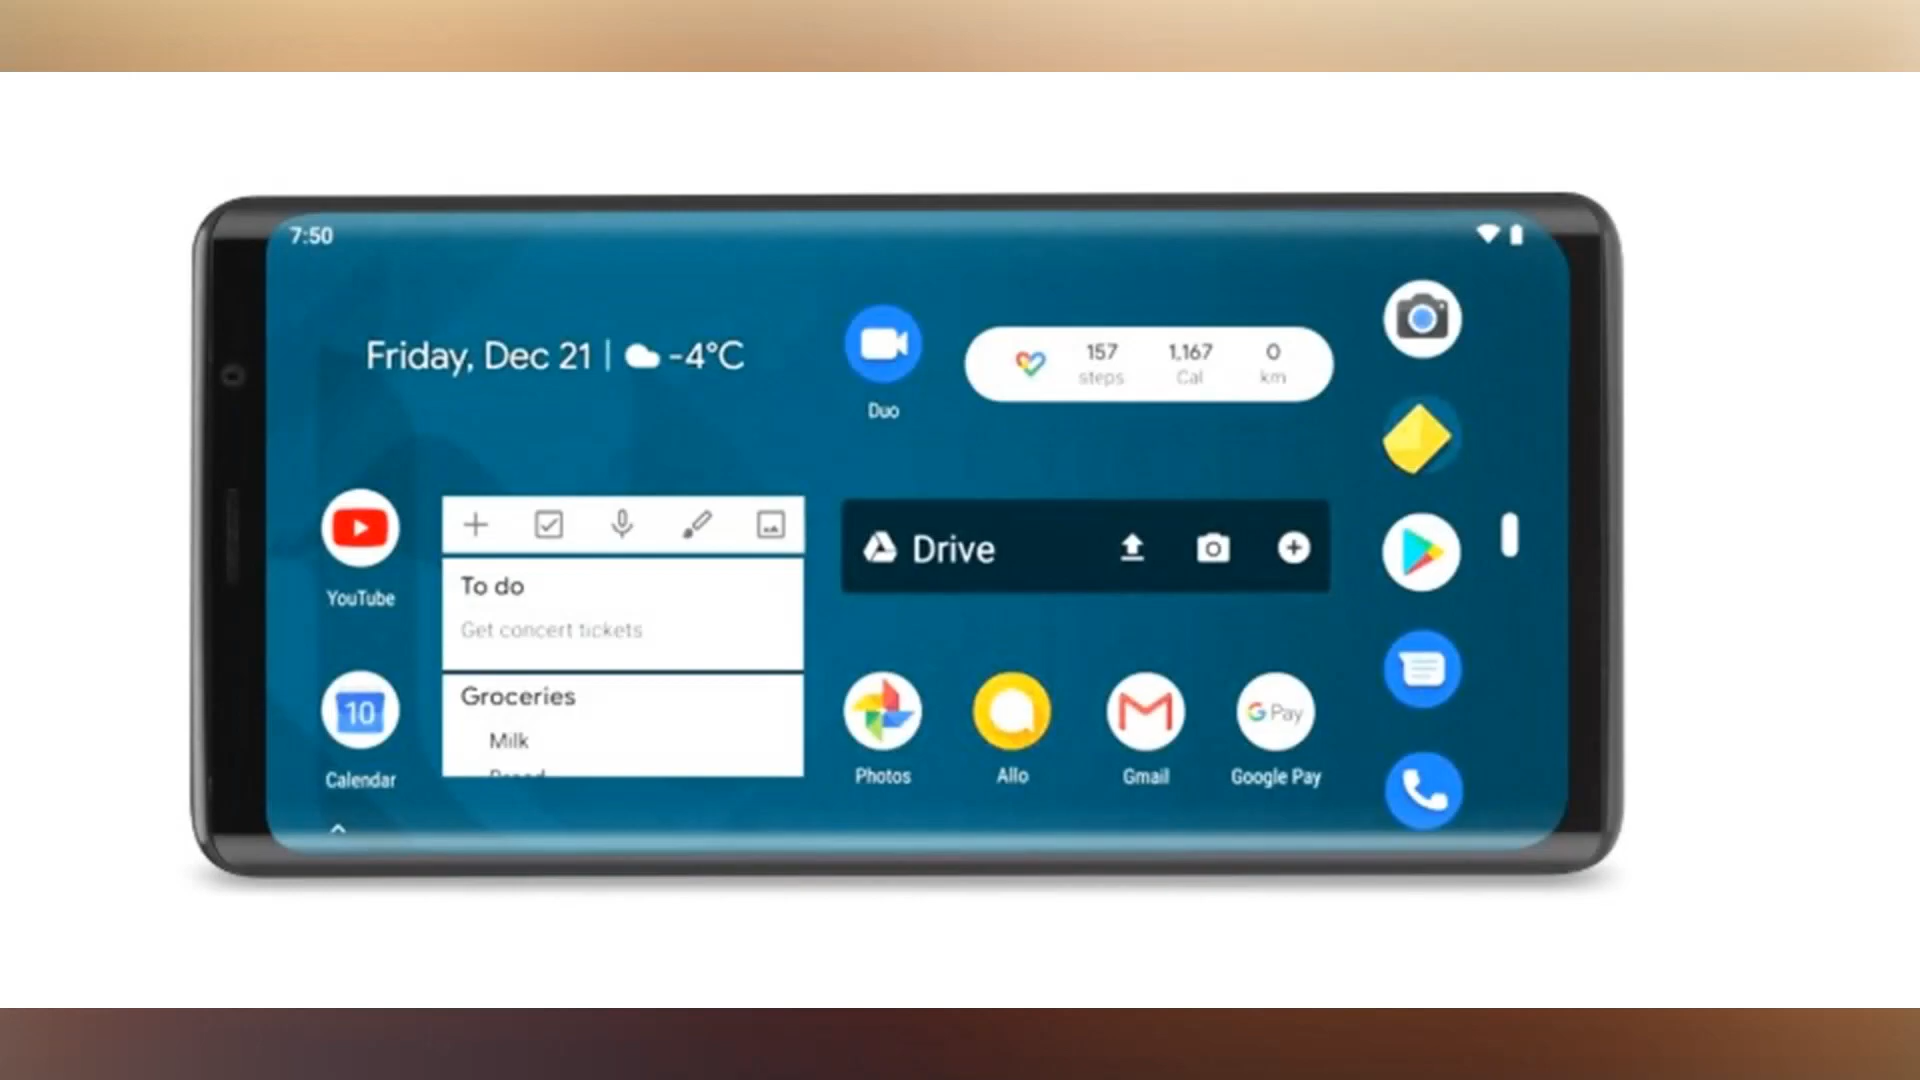 7:50
Friday, Dec 21 | -4°C
Duo
157 steps
1,167 Cal
0 km
YouTube
To do
Get concert tickets
Drive
Groceries
Milk
10
Calendar
Photos
Allo
Gmail
G Pay
Google Pay